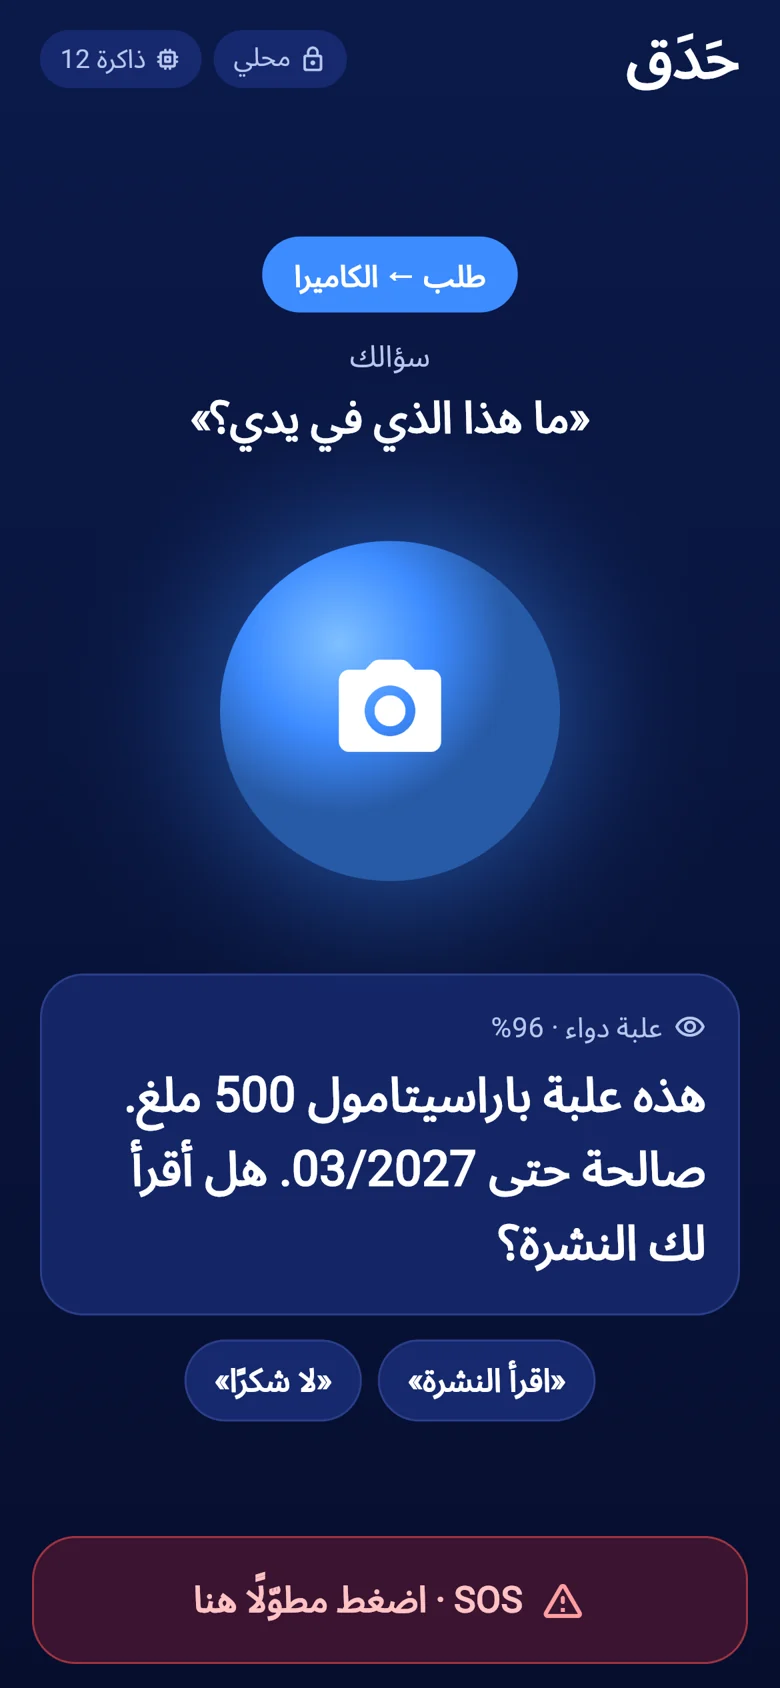 حَدَق
محلي
ذاكرة 12
طلب ← الكاميرا
سؤالك
«ما هذا الذي في يدي؟»
علبة دواء · 96%
هذه علبة باراسيتامول 500 ملغ.
صالحة حتى 03/2027. هل أقرأ
لك النشرة؟
«اقرأ النشرة»
«لا شكرًا»
SOS · اضغط مطوّلًا هنا